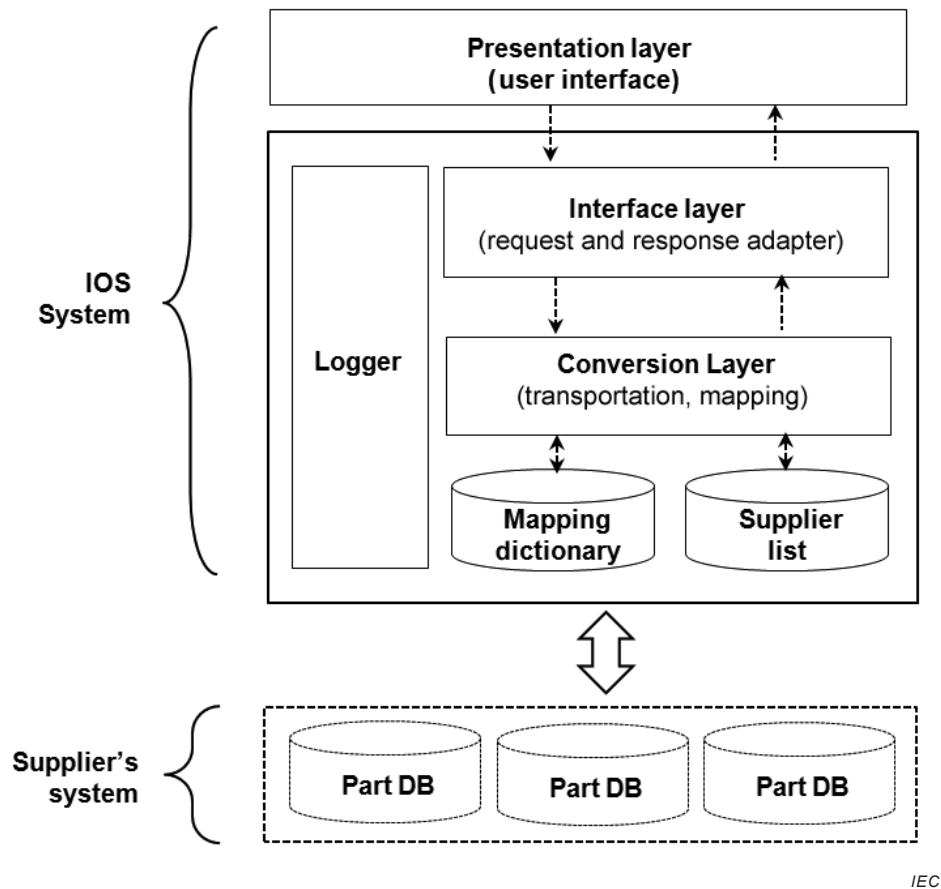 Presentation layer
(user interface)
Interface layer
(request and response adapter)
IOS
System
Logger
Conversion Layer
(transportation, mapping)
Mapping
dictionary
Supplier
list
Supplier's
system
Part DB
Part DB
Part DB
IEC